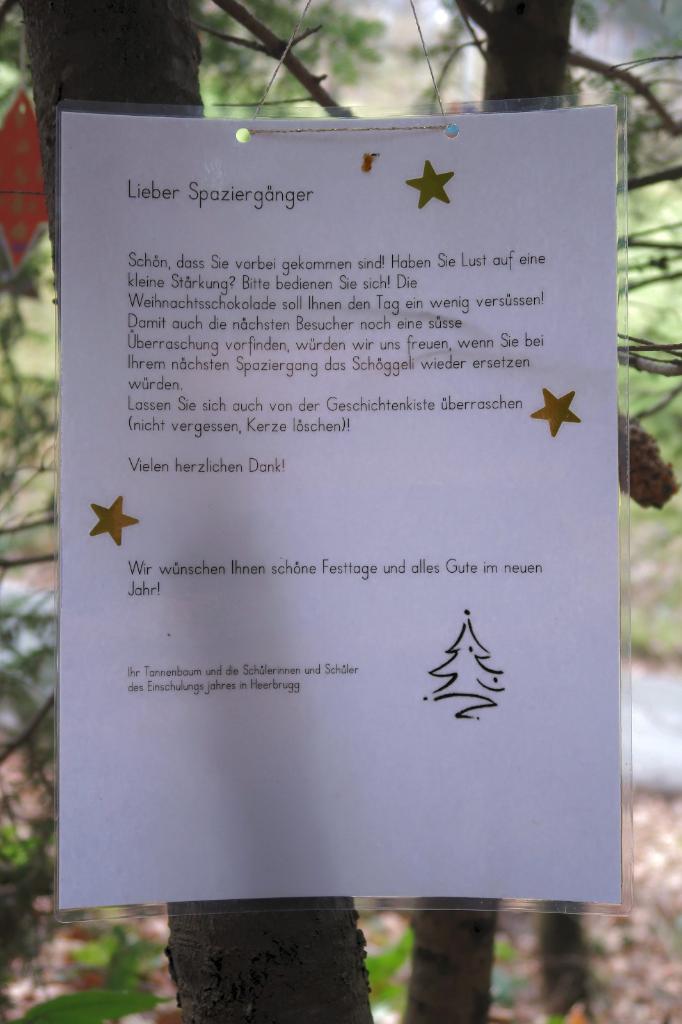 Lieber Spaziergänger
Schön, dass Sie vorbei gekommen sind! Haben Sie Lust auf eine
kleine Stärkung? Bitte bedienen Sie sich! Die
Weihnachtsschokolade soll Ihnen den Tag ein wenig versüssen!
Damit auch die nächsten Besucher noch eine süsse
Überraschung vorfinden, würden wir uns freuen, wenn Sie bei
Ihrem nächsten Spaziergang das Schöggeli wieder ersetzen
würden.
Lassen Sie sich auch von der Geschichtenkiste überraschen
(nicht vergessen, Kerze löschen)!
Vielen herzlichen Dank!
Wir wünschen Ihnen schöne Festtage und alles Gute im neuen
Jahr!
Ihr Tannenbaum und die Schülerinnen und Schüler
des Einschulungsjahres in Heerbrugg